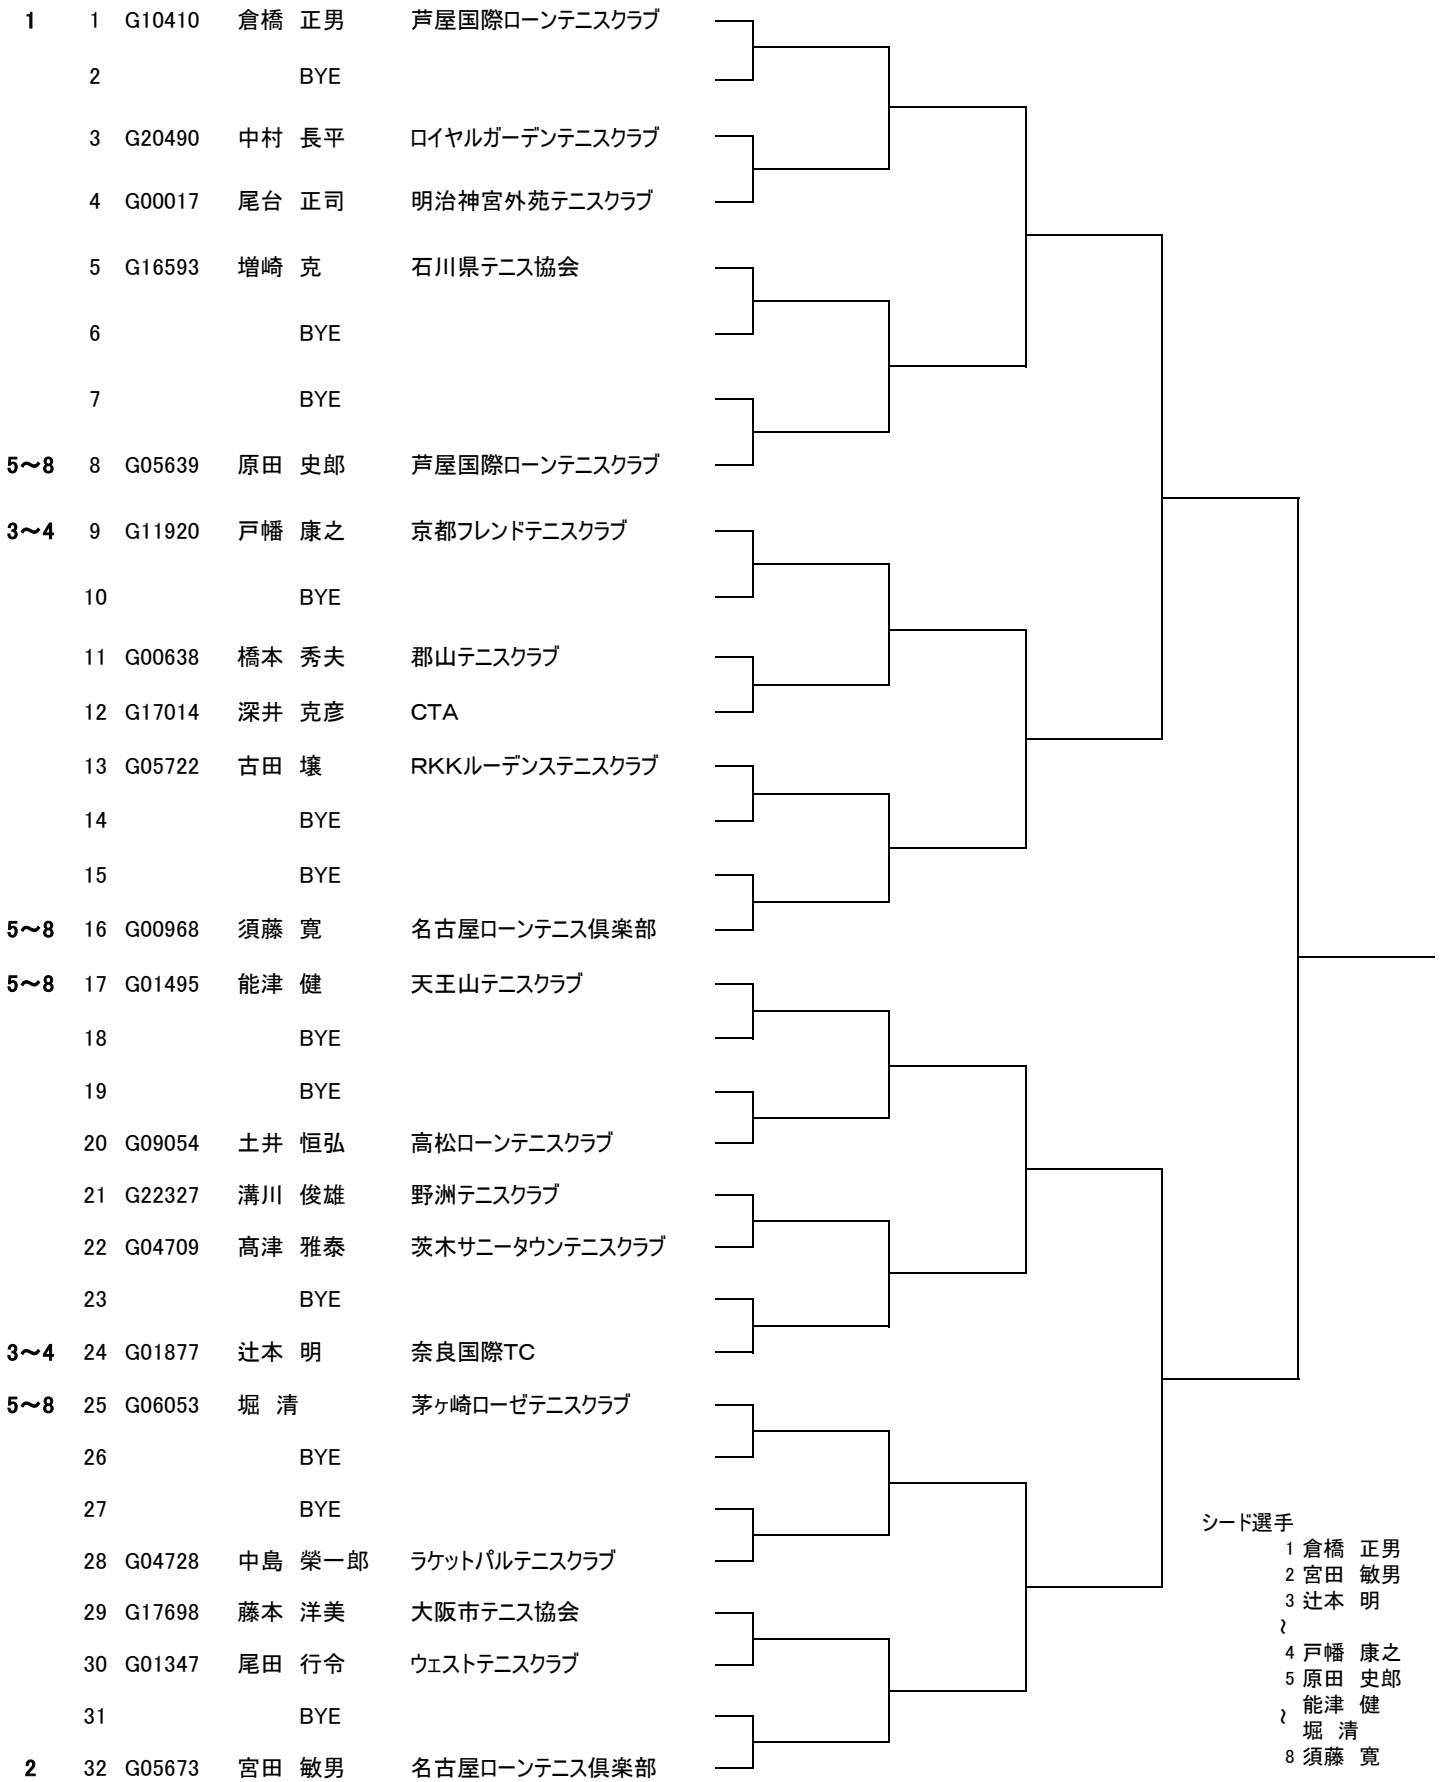 1 1 G10410 倉橋 正男 芦屋国際ローンテニスクラブ
2 BYE
3 G20490 中村 長平 ロイヤルガーデンテニスクラブ
4 G00017 尾台 正司 明治神宮外苑テニスクラブ
5 G16593 増崎 克 石川県テニス協会
6 BYE
7 BYE
5～8 8 G05639 原田 史郎 芦屋国際ローンテニスクラブ
3～4 9 G11920 戸幡 康之 京都フレンドテニスクラブ
10 BYE
11 G00638 橋本 秀夫 郡山テニスクラブ
12 G17014 深井 克彦 CTA
13 G05722 古田 壌 RKKルーデンステニスクラブ
14 BYE
15 BYE
5～8 16 G00968 須藤 寛 名古屋ローンテニス倶楽部
5～8 17 G01495 能津 健 天王山テニスクラブ
18 BYE
19 BYE
20 G09054 土井 恒弘 高松ローンテニスクラブ
21 G22327 溝川 俊雄 野洲テニスクラブ
22 G04709 髙津 雅泰 茨木サニータウンテニスクラブ
23 BYE
3～4 24 G01877 辻本 明 奈良国際TC
5～8 25 G06053 堀 清 茅ヶ崎ローゼテニスクラブ
26 BYE
27 BYE
28 G04728 中島 榮一郎 ラケットパルテニスクラブ
29 G17698 藤本 洋美 大阪市テニス協会
30 G01347 尾田 行令 ウェストテニスクラブ
31 BYE
2 32 G05673 宮田 敏男 名古屋ローンテニス倶楽部
シード選手
1 倉橋 正男
2 宮田 敏男
3 辻本 明
～
4 戸幡 康之
5 原田 史郎
能津 健
～
堀 清
8 須藤 寛